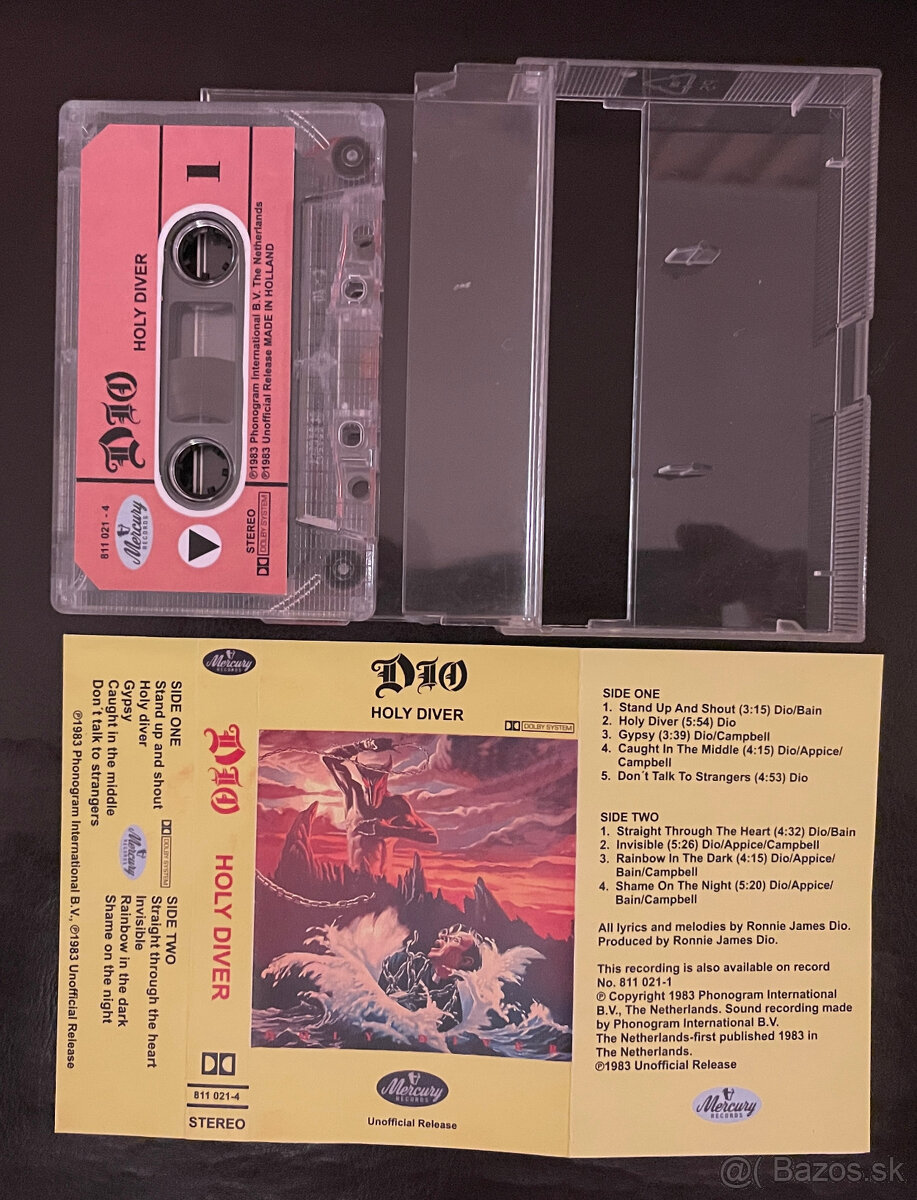 1
DIO
HOLY DIVER
811 021 - 4
Mercury
RECORDS
STEREO
DOLBY SYSTEM
℗1983 Phonogram International B.V. The Netherlands
℗1983 Unofficial Release MADE IN HOLLAND
SIDE ONE
Stand up and shout
Holy diver
Gypsy
Caught in the middle
Don´t talk to strangers
DOLBY SYSTEM
Mercury
RECORDS
SIDE TWO
Straight through the heart
Invisible
Rainbow in the dark
Shame on the night
℗1983 Phonogram International B.V., ℗1983 Unofficial Release
Mercury
RECORDS
DIO
HOLY DIVER
811 021-4
STEREO
DIO
HOLY DIVER
DOLBY SYSTEM
HOLY DIVER
Mercury
RECORDS
Unofficial Release
SIDE ONE
1. Stand Up And Shout (3:15) Dio/Bain
2. Holy Diver (5:54) Dio
3. Gypsy (3:39) Dio/Campbell
4. Caught In The Middle (4:15) Dio/Appice/
Campbell
5. Don´t Talk To Strangers (4:53) Dio
SIDE TWO
1. Straight Through The Heart (4:32) Dio/Bain
2. Invisible (5:26) Dio/Appice/Campbell
3. Rainbow In The Dark (4:15) Dio/Appice/
Bain/Campbell
4. Shame On The Night (5:20) Dio/Appice/
Bain/Campbell
All lyrics and melodies by Ronnie James Dio.
Produced by Ronnie James Dio.
This recording is also available on record
No. 811 021-1
℗ Copyright 1983 Phonogram International
B.V., The Netherlands. Sound recording made
by Phonogram International B.V.
The Netherlands-first published 1983 in
The Netherlands.
℗1983 Unofficial Release
Mercury
RECORDS
@( Bazos.sk